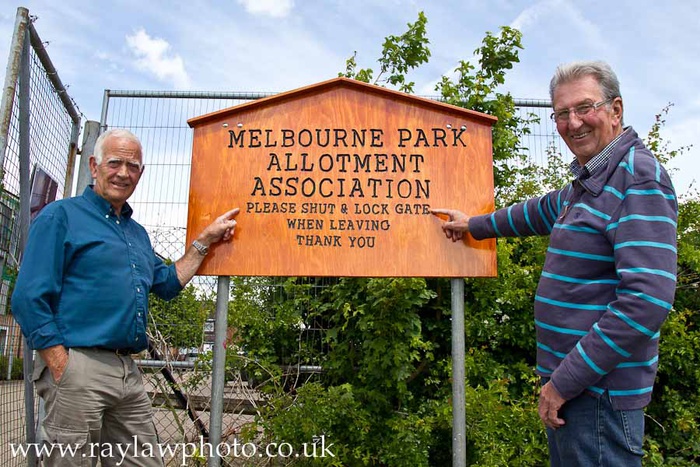 MELBOURNE PARK
ALLOTMENT
ASSOCIATION
PLEASE SHUT & LOCK GATE
WHEN LEAVING
THANK YOU
www.raylawphoto.co.uk